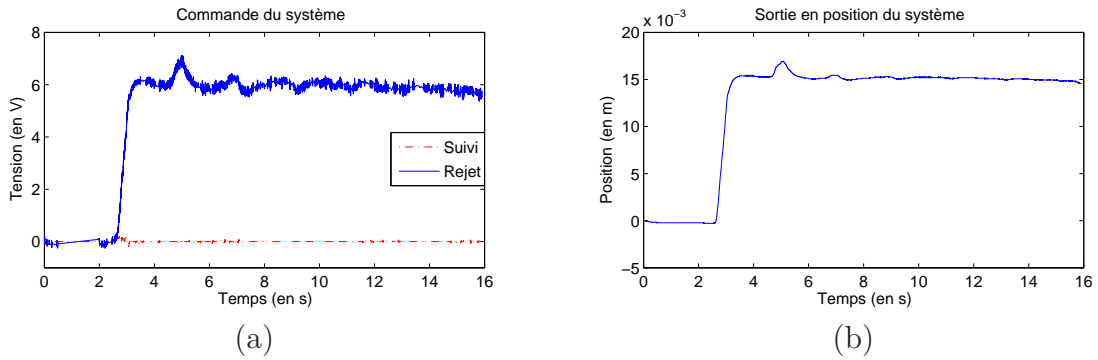 Commande du système
8
6
4
2
0
Tension (en V)
Suivi
Rejet
0 2 4 6 8 10 12 14 16
Temps (en s)
(a)
x 10⁻³
Sortie en position du système
20
15
10
5
0
−5
Position (en m)
0 2 4 6 8 10 12 14 16
Temps (en s)
(b)